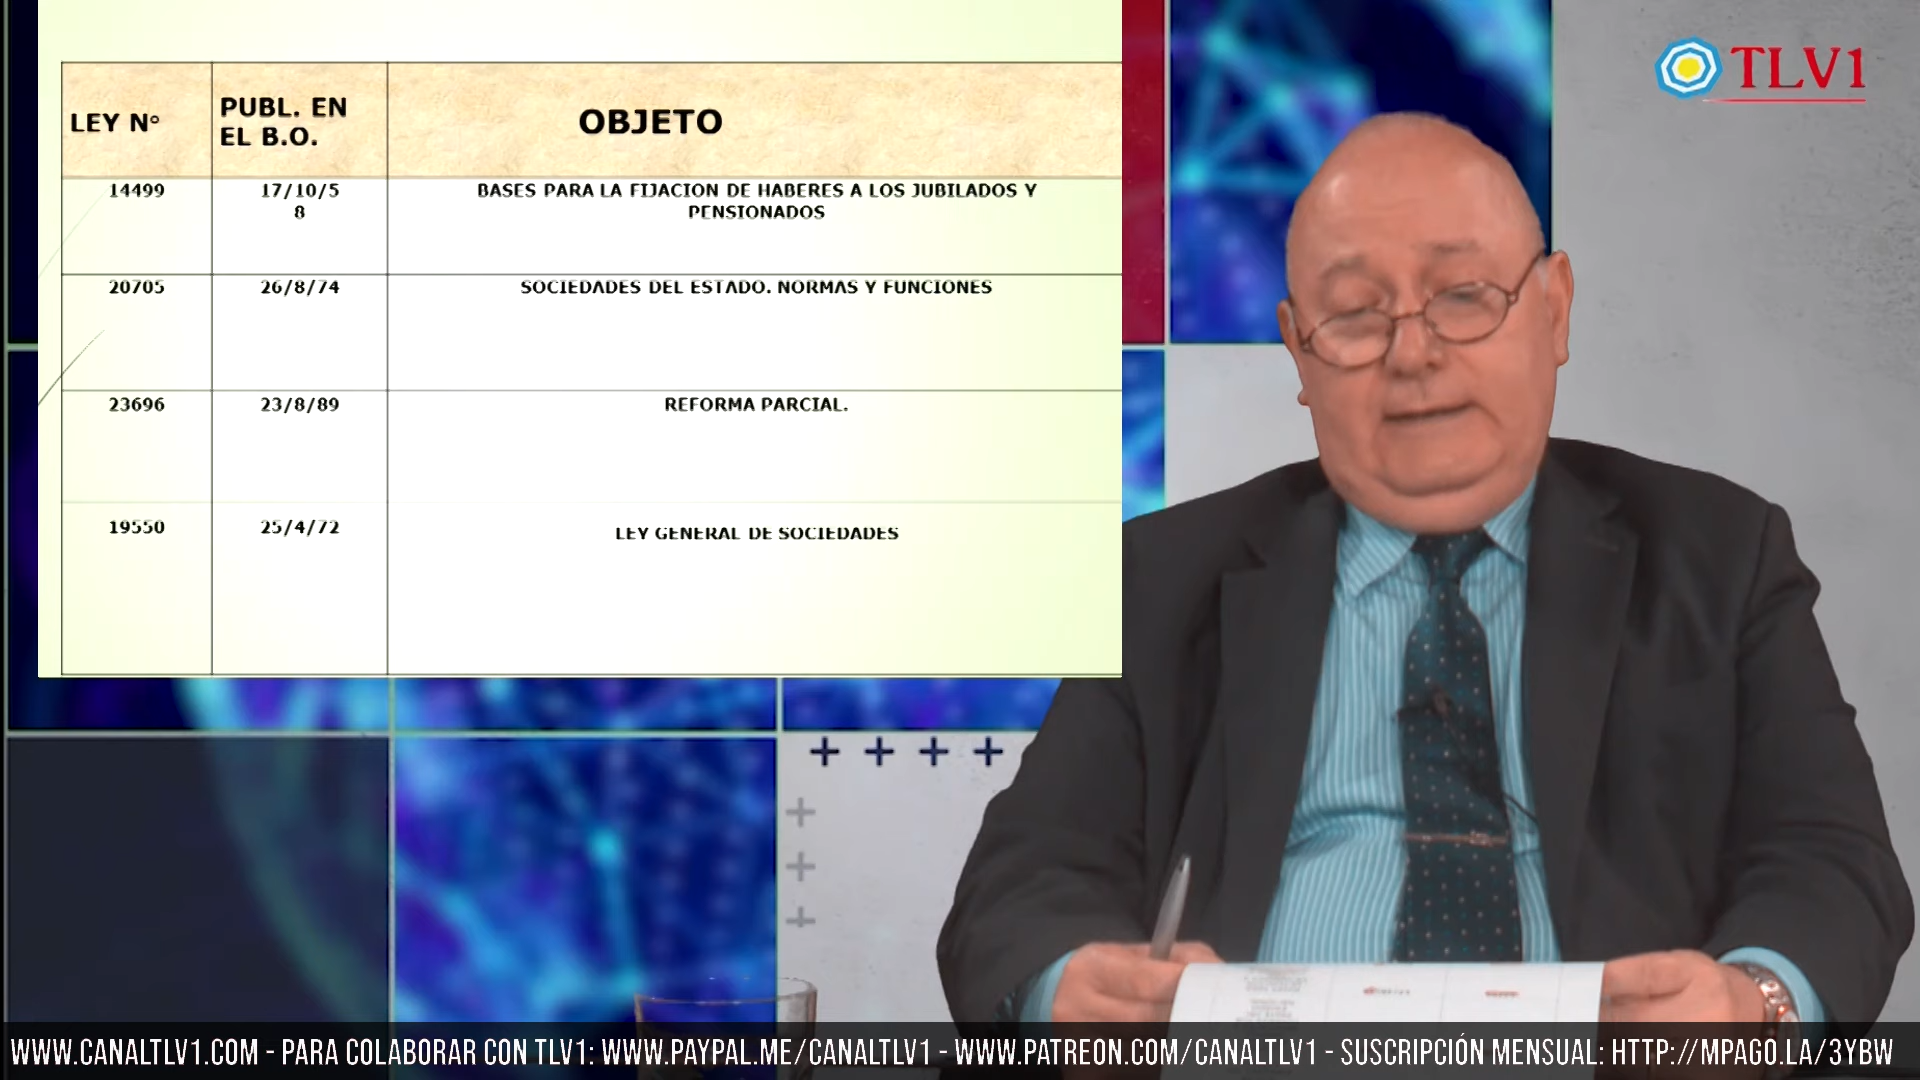 TLV1
LEY Nº
PUBL. EN
EL B.O.
OBJETO
14499
17/10/5
8
BASES PARA LA FIJACION DE HABERES A LOS JUBILADOS Y
PENSIONADOS
20705
26/8/74
SOCIEDADES DEL ESTADO. NORMAS Y FUNCIONES
23696
23/8/89
REFORMA PARCIAL.
19550
25/4/72
LEY GENERAL DE SOCIEDADES
WWW.CANALTLV1.COM - PARA COLABORAR CON TLV1: WWW.PAYPAL.ME/CANALTLV1 - WWW.PATREON.COM/CANALTLV1 - SUSCRIPCIÓN MENSUAL: HTTP://MPAGO.LA/3YBW